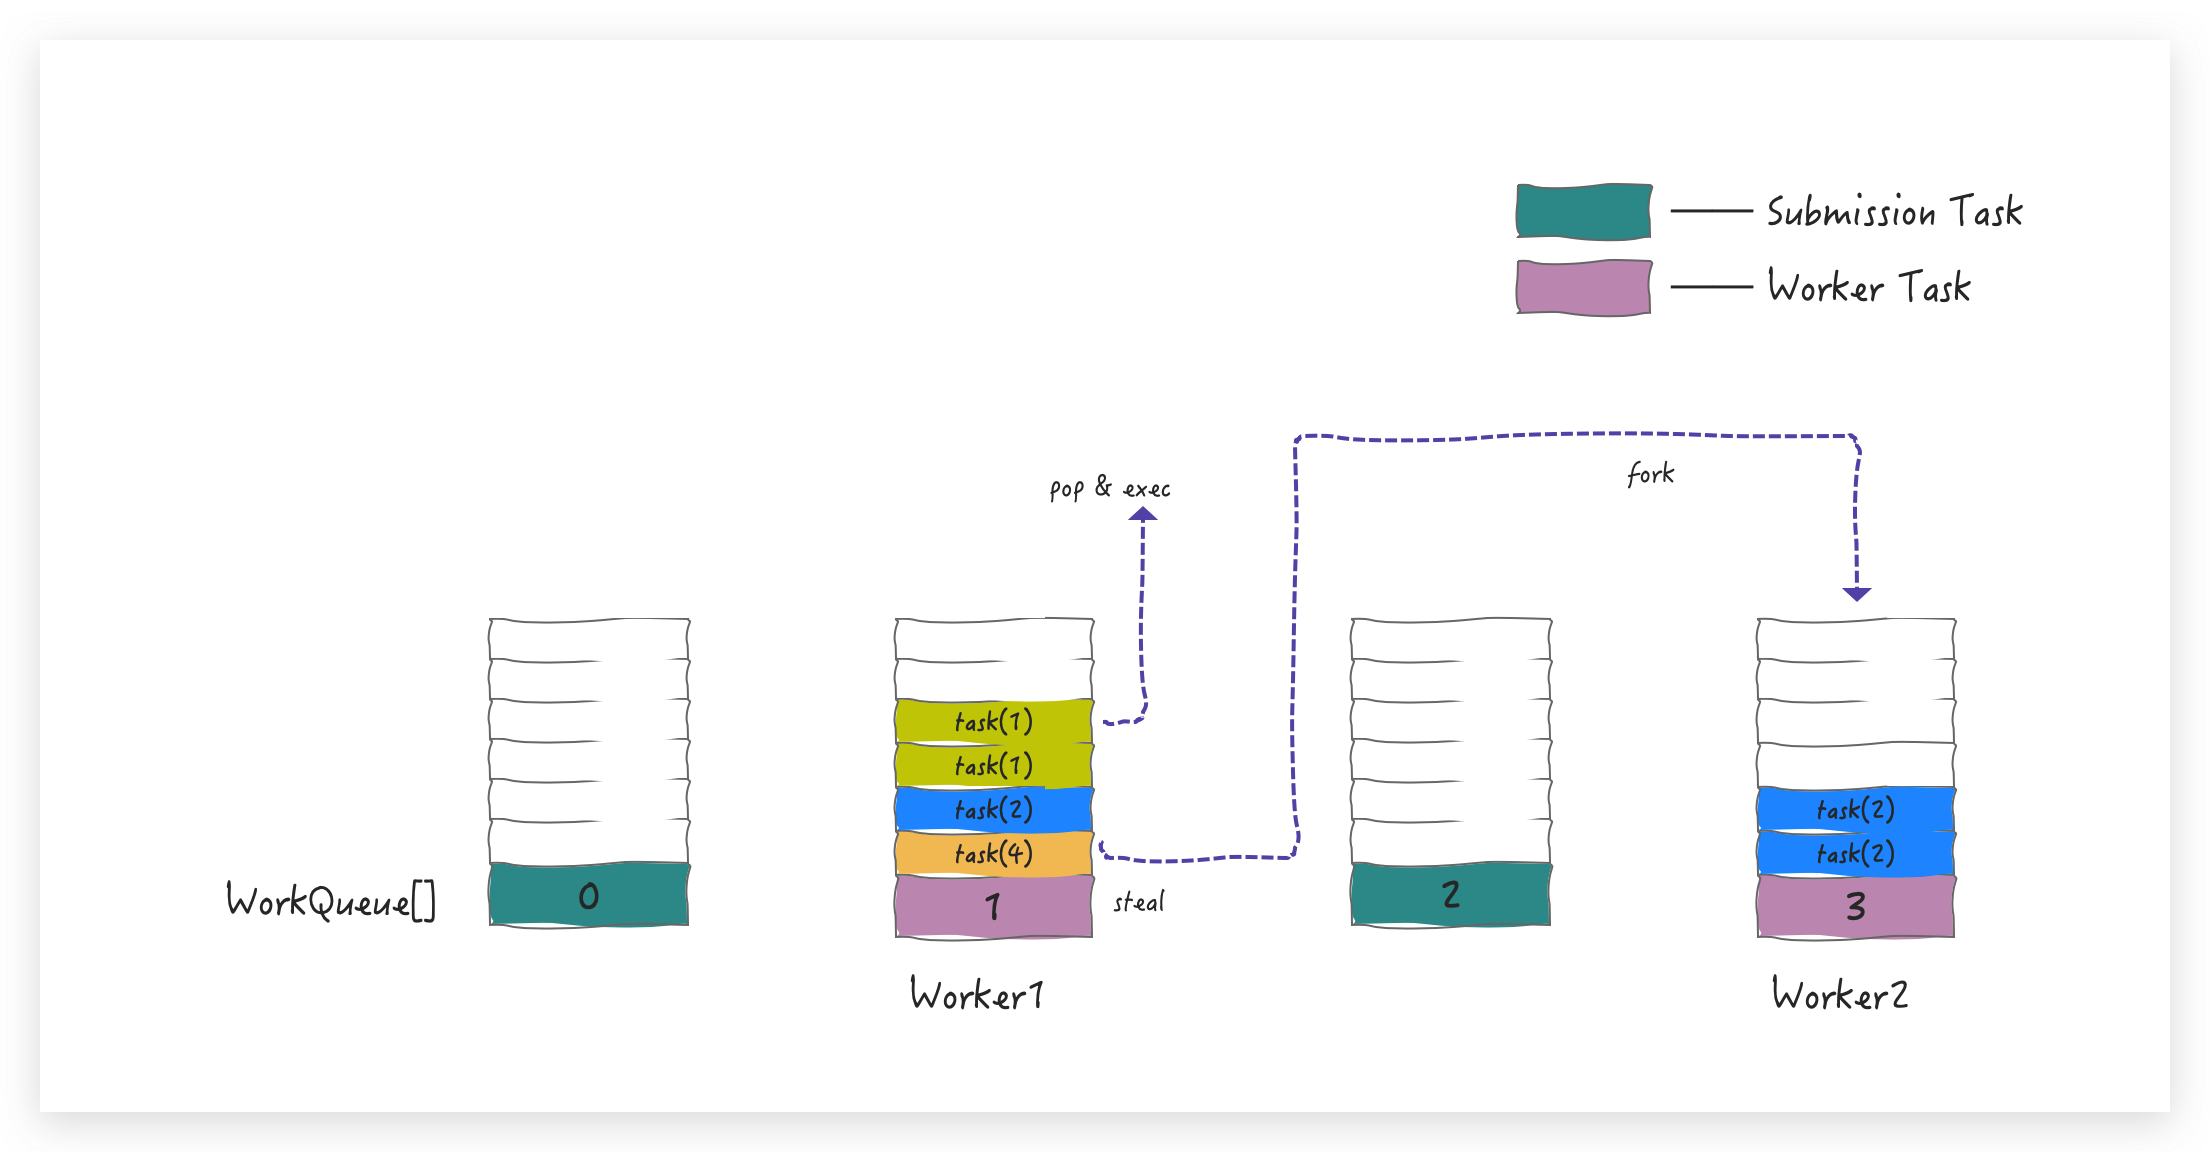 Submission Task
Worker Task
fork
pop & exec
task(1)
task(1)
task(2)
task(2)
task(4)
task(2)
WorkQueue[]
0
1
2
3
steal
Worker1
Worker2